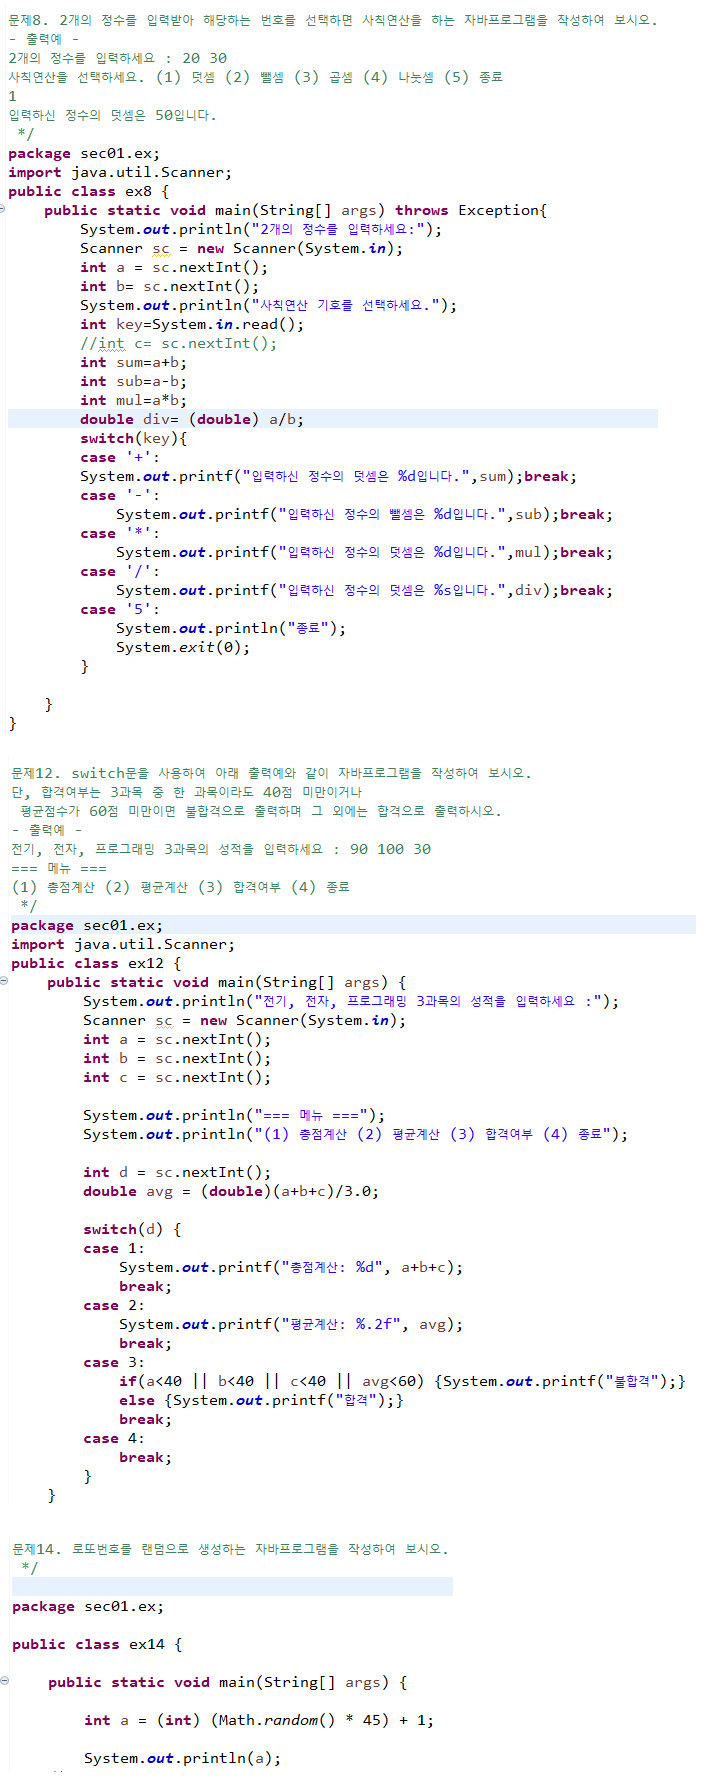 문제8. 2개의 정수를 입력받아 해당하는 번호를 선택하면 사칙연산을 하는 자바프로그램을 작성하여 보시오.
- 출력예 -
2개의 정수를 입력하세요 : 20 30
사칙연산을 선택하세요. (1) 덧셈 (2) 뺄셈 (3) 곱셈 (4) 나눗셈 (5) 종료
1
입력하신 정수의 덧셈은 50입니다.
*/
package sec01.ex;
import java.util.Scanner;
public class ex8 {
public static void main(String[] args) throws Exception{
System.out.println("2개의 정수를 입력하세요:");
Scanner sc = new Scanner(System.in);
int a = sc.nextInt();
int b= sc.nextInt();
System.out.println("사칙연산 기호를 선택하세요.");
int key=System.in.read();
//int c= sc.nextInt();
int sum=a+b;
int sub=a-b;
int mul=a*b;
double div= (double) a/b;
switch(key){
case '+':
System.out.printf("입력하신 정수의 덧셈은 %d입니다.",sum);break;
case '-':
System.out.printf("입력하신 정수의 뺄셈은 %d입니다.",sub);break;
case '*':
System.out.printf("입력하신 정수의 덧셈은 %d입니다.",mul);break;
case '/':
System.out.printf("입력하신 정수의 덧셈은 %s입니다.",div);break;
case '5':
System.out.println("종료");
System.exit(0);
}
}
}
문제12. switch문을 사용하여 아래 출력예와 같이 자바프로그램을 작성하여 보시오.
단, 합격여부는 3과목 중 한 과목이라도 40점 미만이거나
평균점수가 60점 미만이면 불합격으로 출력하며 그 외에는 합격으로 출력하시오.
- 출력예 -
전기, 전자, 프로그래밍 3과목의 성적을 입력하세요 : 90 100 30
=== 메뉴 ===
(1) 총점계산 (2) 평균계산 (3) 합격여부 (4) 종료
*/
package sec01.ex;
import java.util.Scanner;
public class ex12 {
public static void main(String[] args) {
System.out.println("전기, 전자, 프로그래밍 3과목의 성적을 입력하세요 :");
Scanner sc = new Scanner(System.in);
int a = sc.nextInt();
int b = sc.nextInt();
int c = sc.nextInt();
System.out.println("=== 메뉴 ===");
System.out.println("(1) 총점계산 (2) 평균계산 (3) 합격여부 (4) 종료");
int d = sc.nextInt();
double avg = (double)(a+b+c)/3.0;
switch(d) {
case 1:
System.out.printf("총점계산: %d", a+b+c);
break;
case 2:
System.out.printf("평균계산: %.2f", avg);
break;
case 3:
if(a<40 || b<40 || c<40 || avg<60) {System.out.printf("불합격");}
else {System.out.printf("합격");}
break;
case 4:
break;
}
}
문제14. 로또번호를 랜덤으로 생성하는 자바프로그램을 작성하여 보시오.
*/
package sec01.ex;
public class ex14 {
public static void main(String[] args) {
int a = (int) (Math.random() * 45) + 1;
System.out.println(a);